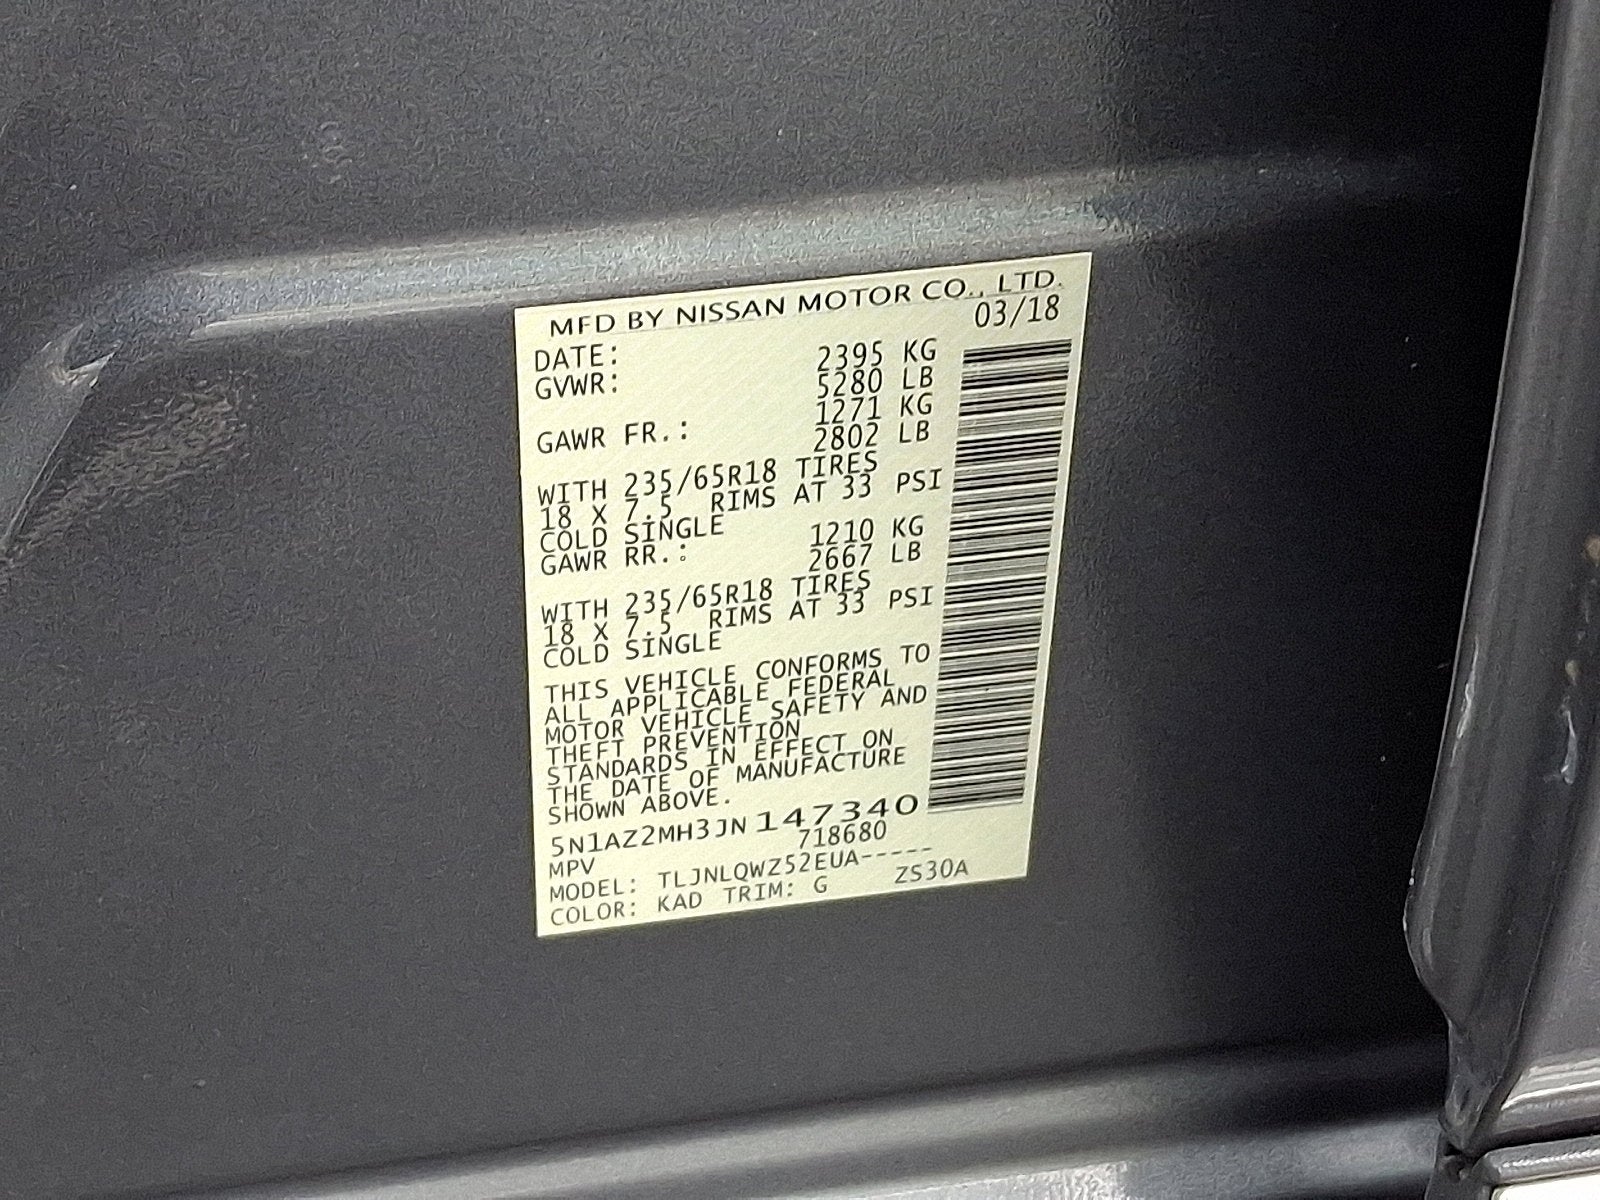 MFD BY NISSAN MOTOR CO., LTD.
DATE: 03/18
GVWR: 2395 KG
5280 LB
GAWR FR.: 1271 KG
2802 LB
WITH 235/65R18 TIRES
18 X 7.5 RIMS AT 33 PSI
COLD SINGLE
GAWR RR.: 1210 KG
2667 LB
WITH 235/65R18 TIRES
18 X 7.5 RIMS AT 33 PSI
COLD SINGLE
THIS VEHICLE CONFORMS TO
ALL APPLICABLE FEDERAL
MOTOR VEHICLE SAFETY AND
THEFT PREVENTION
STANDARDS IN EFFECT ON
THE DATE OF MANUFACTURE
SHOWN ABOVE.
5N1AZ2MH3JN147340
MPV 718680
MODEL: TLJNLQWZ52EUA-----
COLOR: KAD TRIM: G ZS30A